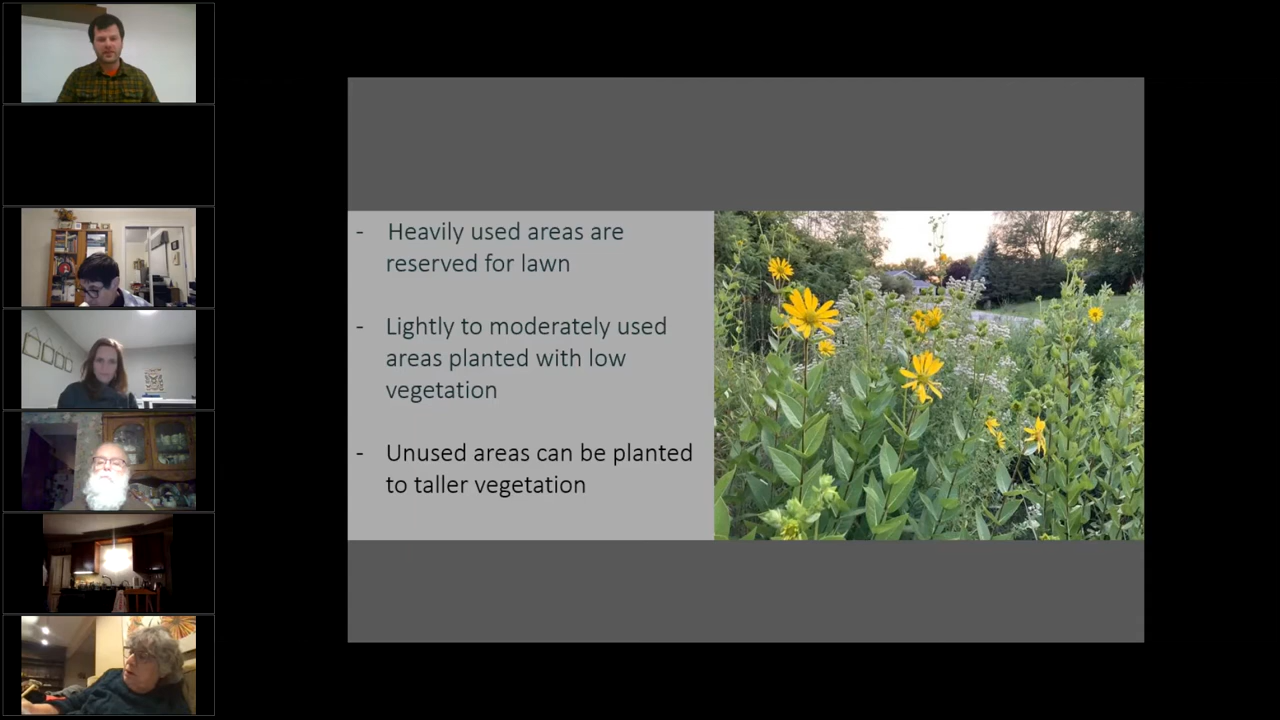 - Heavily used areas are
reserved for lawn
- Lightly to moderately used
areas planted with low
vegetation
- Unused areas can be planted
to taller vegetation